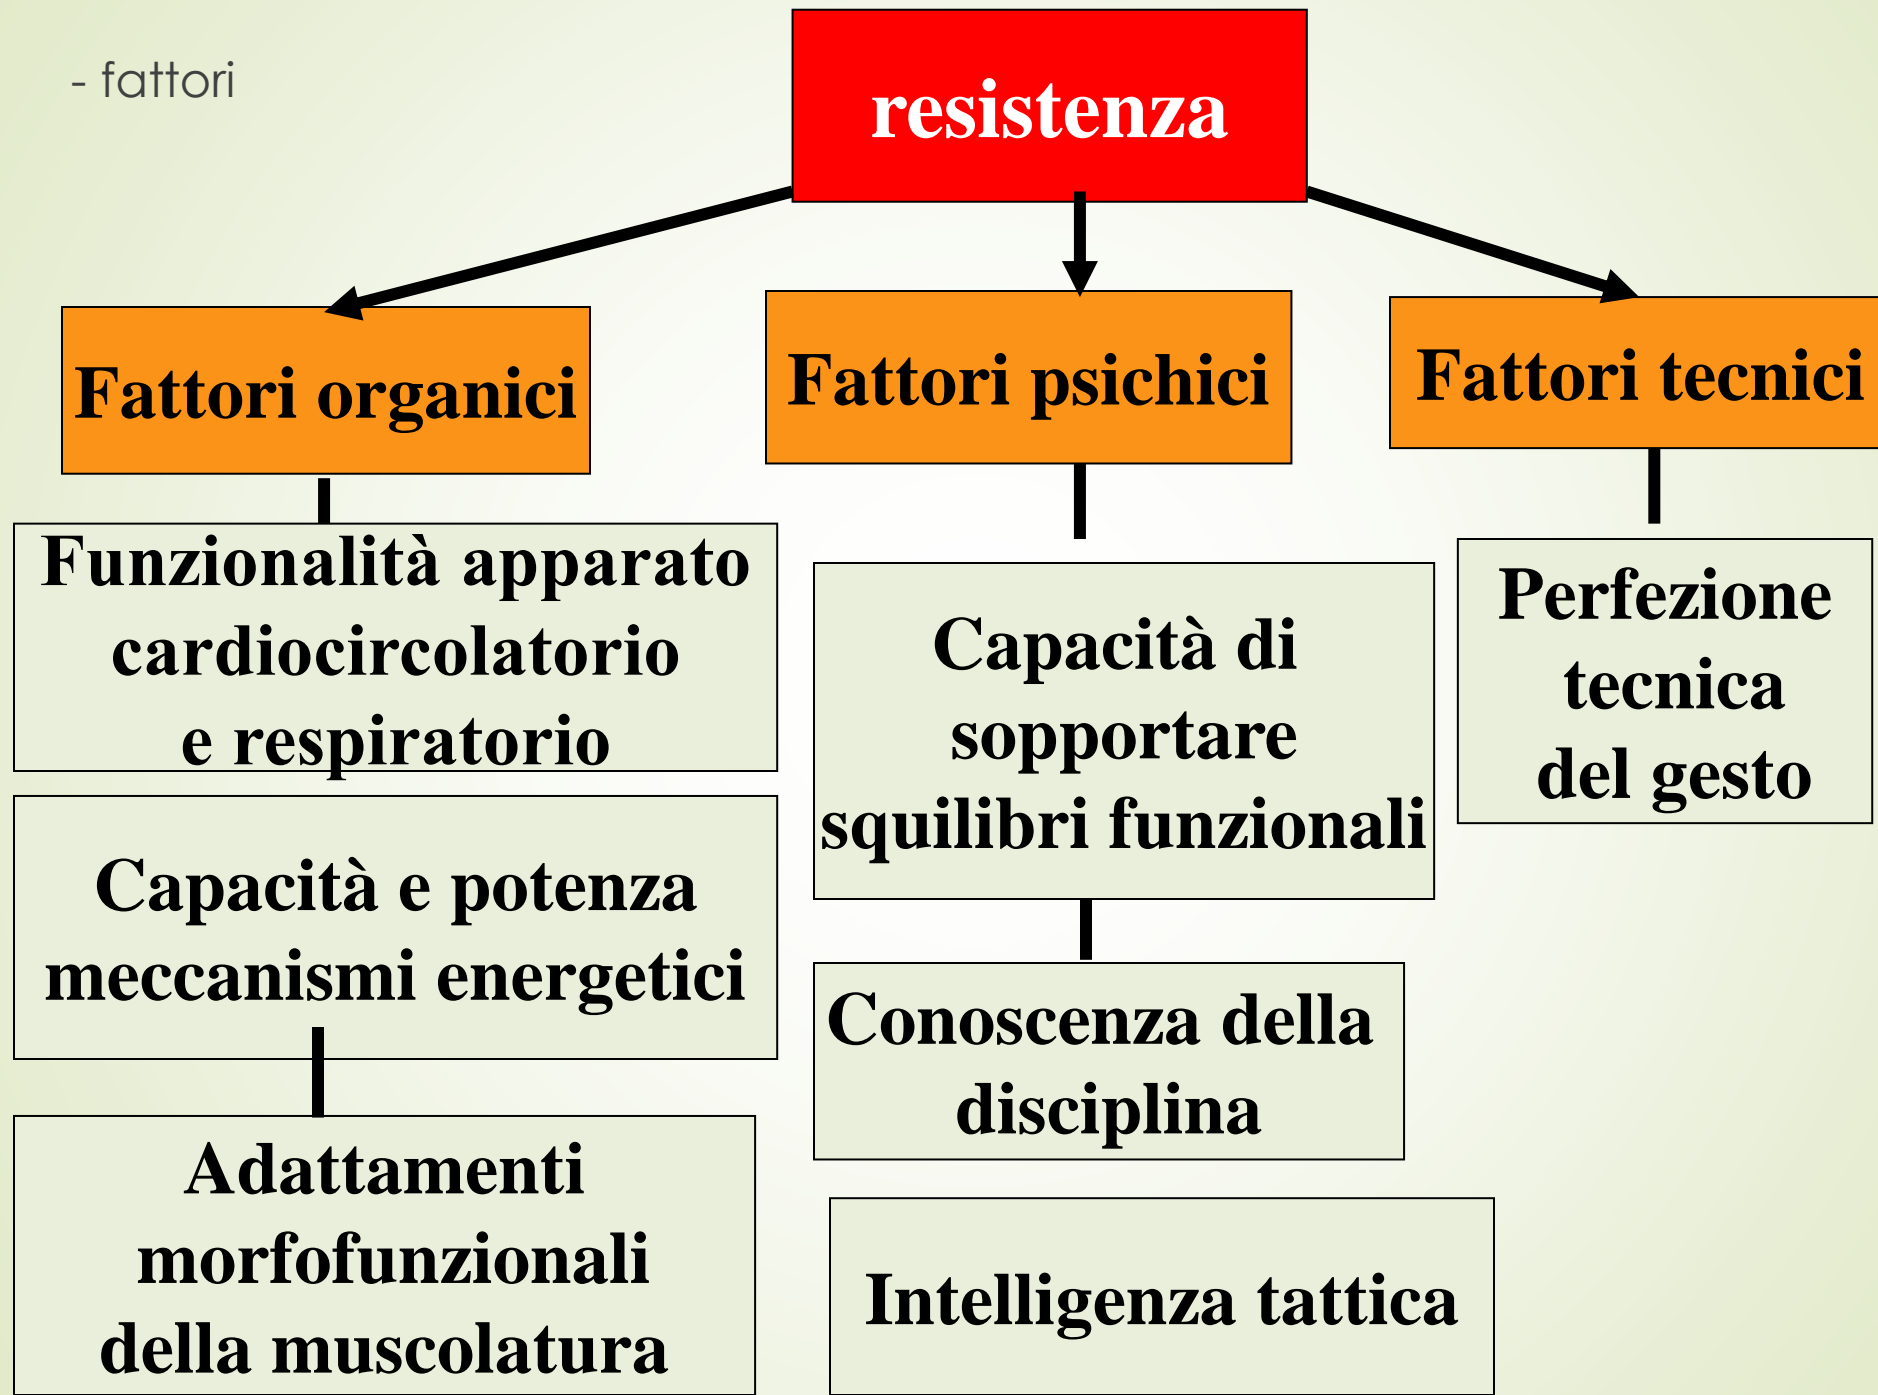 - fattori
resistenza
Fattori organici
Fattori psichici
Fattori tecnici
Funzionalità apparato
cardiocircolatorio
e respiratorio
Capacità e potenza
meccanismi energetici
Adattamenti
morfofunzionali
della muscolatura
Capacità di
sopportare
squilibri funzionali
Conoscenza della
disciplina
Intelligenza tattica
Perfezione
tecnica
del gesto